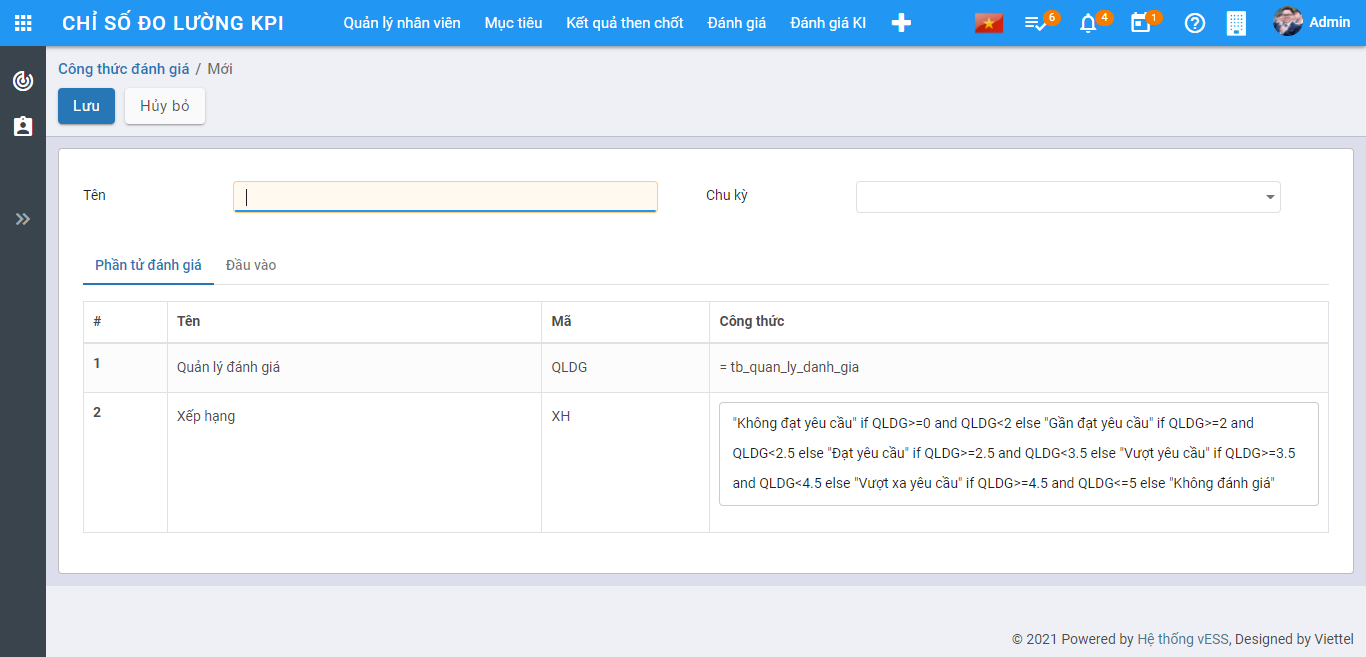 CHỈ SỐ ĐO LƯỜNG KPI
Quản lý nhân viên
Mục tiêu
Kết quả then chốt
Đánh giá
Đánh giá KI
6
4
1
Admin
Công thức đánh giá / Mới
Lưu
Hủy bỏ
Tên
Chu kỳ
Phần tử đánh giá
Đầu vào
# Tên Mã Công thức
1 Quản lý đánh giá QLDG = tb_quan_ly_danh_gia
2 Xếp hạng XH
"Không đạt yêu cầu" if QLDG>=0 and QLDG<2 else "Gần đạt yêu cầu" if QLDG>=2 and
QLDG<2.5 else "Đạt yêu cầu" if QLDG>=2.5 and QLDG<3.5 else "Vượt yêu cầu" if QLDG>=3.5
and QLDG<4.5 else "Vượt xa yêu cầu" if QLDG>=4.5 and QLDG<=5 else "Không đánh giá"
© 2021 Powered by Hệ thống vESS, Designed by Viettel